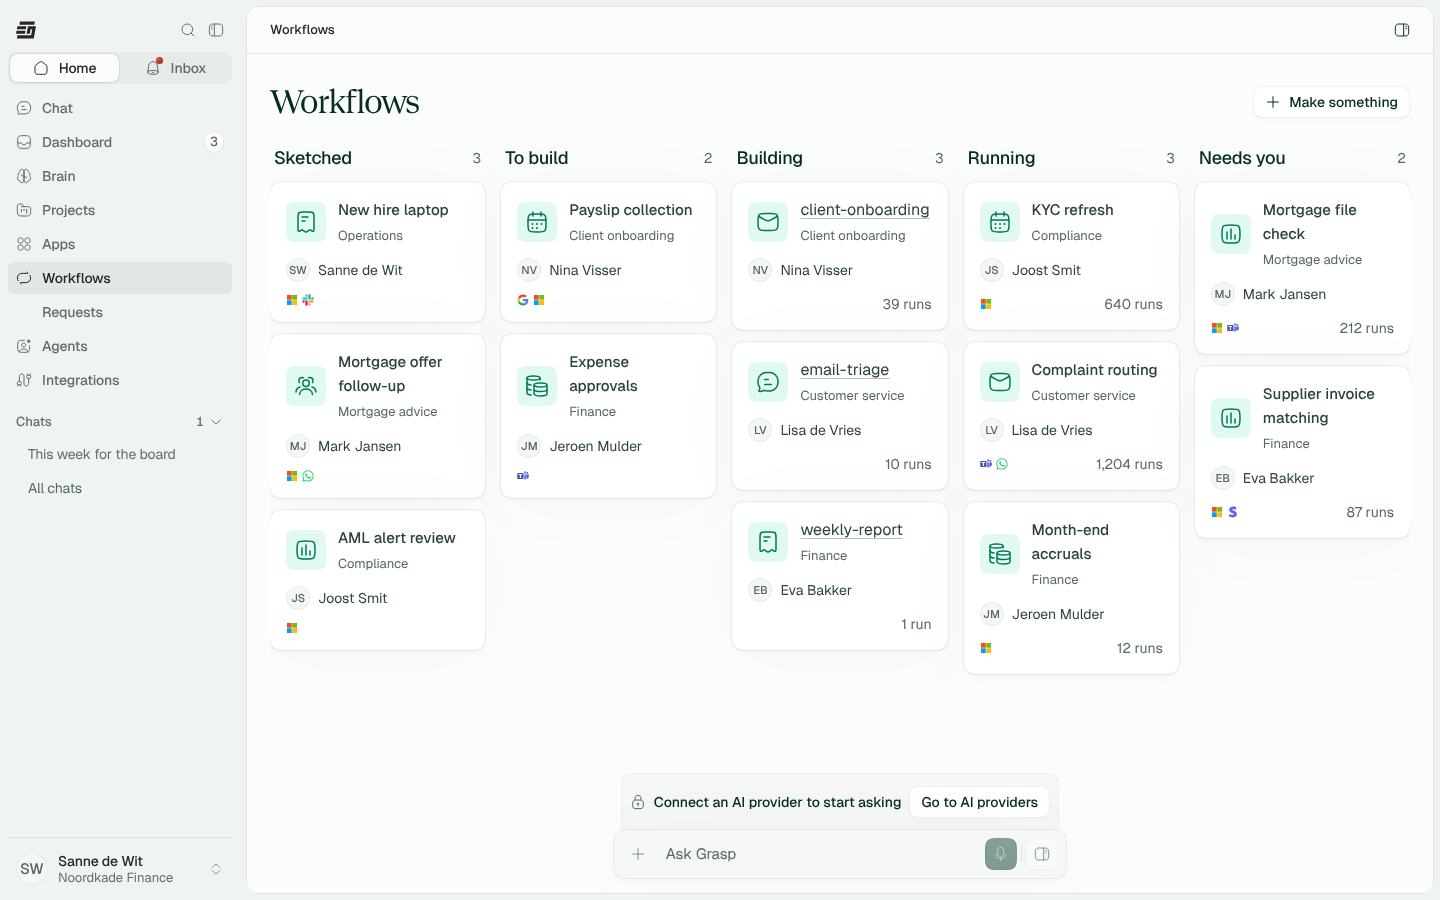 Workflows
Home
Inbox
Chat
Dashboard
3
Brain
Projects
Apps
Workflows
Requests
Agents
Integrations
Chats
1
This week for the board
All chats
SW
Sanne de Wit
Noordkade Finance
Workflows
Make something
Sketched
3
New hire laptop
Operations
SW
Sanne de Wit
Mortgage offer
follow-up
Mortgage advice
MJ
Mark Jansen
AML alert review
Compliance
JS
Joost Smit
To build
2
Payslip collection
Client onboarding
NV
Nina Visser
Expense
approvals
Finance
JM
Jeroen Mulder
Building
3
client-onboarding
Client onboarding
NV
Nina Visser
39 runs
email-triage
Customer service
LV
Lisa de Vries
10 runs
weekly-report
Finance
EB
Eva Bakker
1 run
Running
3
KYC refresh
Compliance
JS
Joost Smit
640 runs
Complaint routing
Customer service
LV
Lisa de Vries
1,204 runs
Month-end
accruals
Finance
JM
Jeroen Mulder
12 runs
Needs you
2
Mortgage file
check
Mortgage advice
MJ
Mark Jansen
212 runs
Supplier invoice
matching
Finance
EB
Eva Bakker
87 runs
Connect an AI provider to start asking
Go to AI providers
Ask Grasp